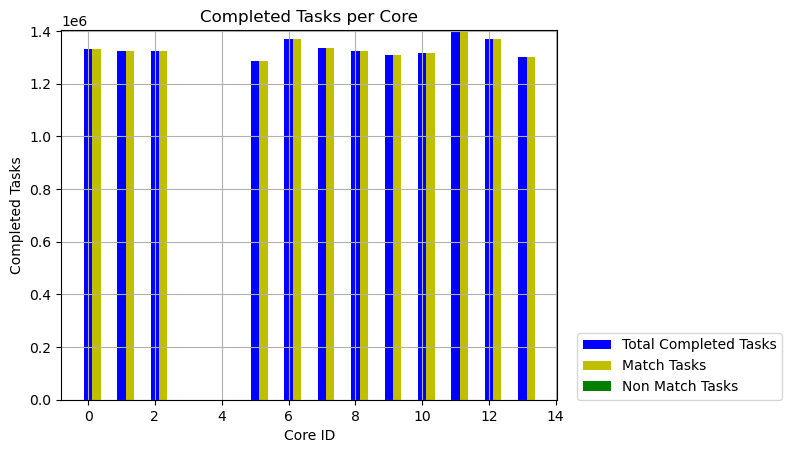 Completed Tasks per Core
1e6
1.4
1.2
1.0
0.8
0.6
0.4
0.2
0.0
Completed Tasks
0 2 4 6 8 10 12 14
Core ID
Total Completed Tasks
Match Tasks
Non Match Tasks